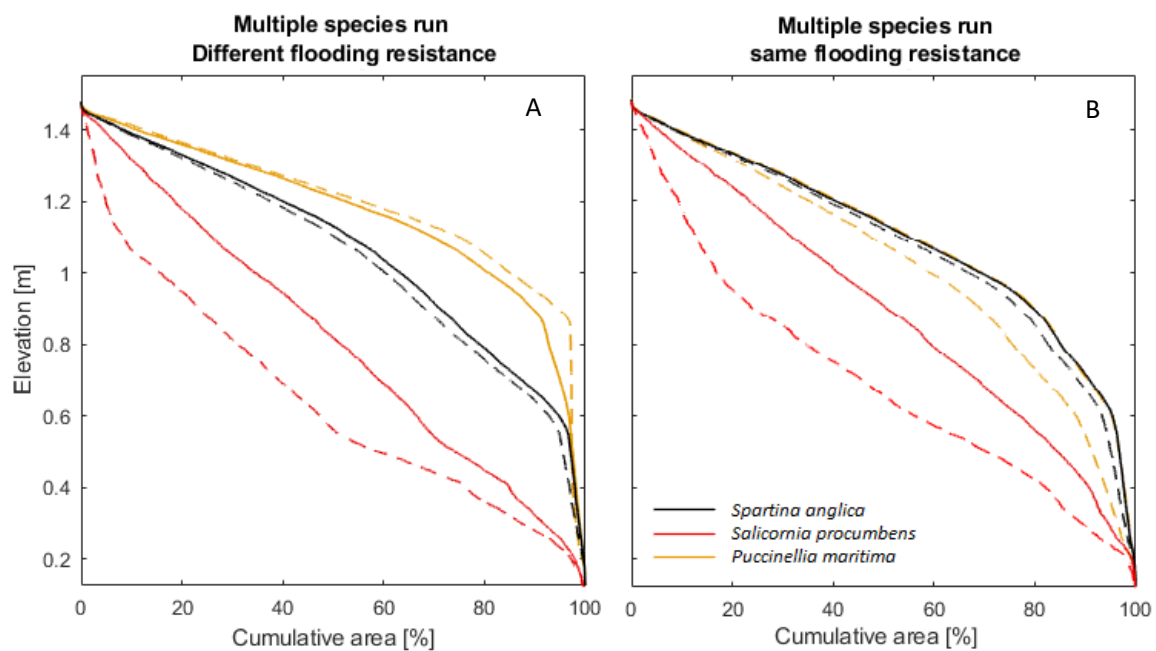 Multiple species run
Different flooding resistance
A
1.4
1.2
1
0.8
0.6
0.4
0.2
Elevation [m]
0 20 40 60 80 100
Cumulative area [%]
Multiple species run
same flooding resistance
B
Spartina anglica
Salicornia procumbens
Puccinellia maritima
0 20 40 60 80 100
Cumulative area [%]